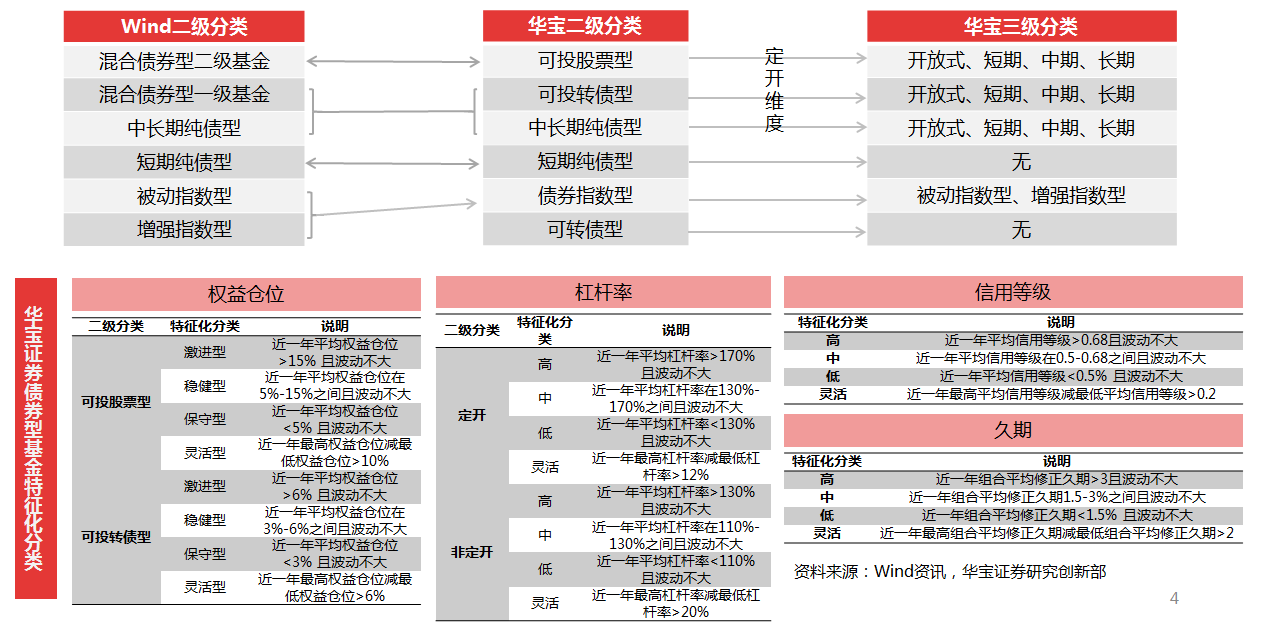 Wind二级分类 华宝二级分类 华宝三级分类
混合债券型二级基金 可投股票型 开放式、短期、中期、长期
混合债券型一级基金 可投转债型 开放式、短期、中期、长期
中长期纯债型 中长期纯债型 开放式、短期、中期、长期
短期纯债型 短期纯债型 无
被动指数型 债券指数型 被动指数型、增强指数型
增强指数型 可转债型 无
定开维度
华宝证券债券型基金特征化分类
权益仓位
二级分类 特征化分类 说明
可投股票型
激进型 近一年平均权益仓位
>15% 且波动不大
稳健型 近一年平均权益仓位在
5%-15%之间且波动不大
保守型 近一年平均权益仓位
<5% 且波动不大
灵活型 近一年最高权益仓位减最
低权益仓位>10%
可投转债型
激进型 近一年平均权益仓位
>6% 且波动不大
稳健型 近一年平均权益仓位在
3%-6%之间且波动不大
保守型 近一年平均权益仓位
<3% 且波动不大
灵活型 近一年最高权益仓位减最
低权益仓位>6%
杠杆率
二级分类 特征化分 说明
类
定开
高 近一年平均杠杆率>170%
且波动不大
中 近一年平均杠杆率在130%-
170%之间且波动不大
低 近一年平均杠杆率<130%
且波动不大
灵活 近一年最高杠杆率减最低杠
杆率>12%
非定开
高 近一年平均杠杆率>130%
且波动不大
中 近一年平均杠杆率在110%-
130%之间且波动不大
低 近一年平均杠杆率<110%
且波动不大
灵活 近一年最高杠杆率减最低杠
杆率>20%
信用等级
特征化分类 说明
高 近一年平均信用等级>0.68且波动不大
中 近一年平均信用等级在0.5-0.68之间且波动不大
低 近一年平均信用等级<0.5% 且波动不大
灵活 近一年最高平均信用等级减最低平均信用等级>0.2
久期
特征化分类 说明
高 近一年组合平均修正久期>3且波动不大
中 近一年组合平均修正久期1.5-3%之间且波动不大
低 近一年组合平均修正久期<1.5% 且波动不大
灵活 近一年最高组合平均修正久期减最低组合平均修正久期>2
资料来源：Wind资讯，华宝证券研究创新部
4